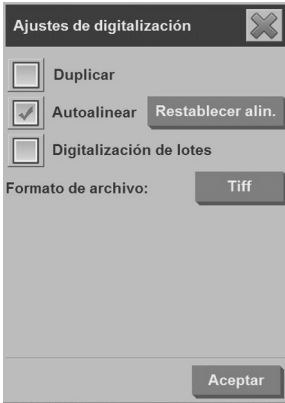 Ajustes de digitalización
Duplicar
Autoalinear Restablecer alin.
Digitalización de lotes
Formato de archivo: Tiff
Aceptar